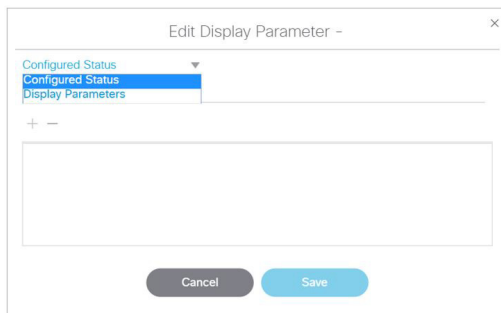 Edit Display Parameter -
×
Configured Status
Configured Status
Display Parameters
+ −
Cancel
Save